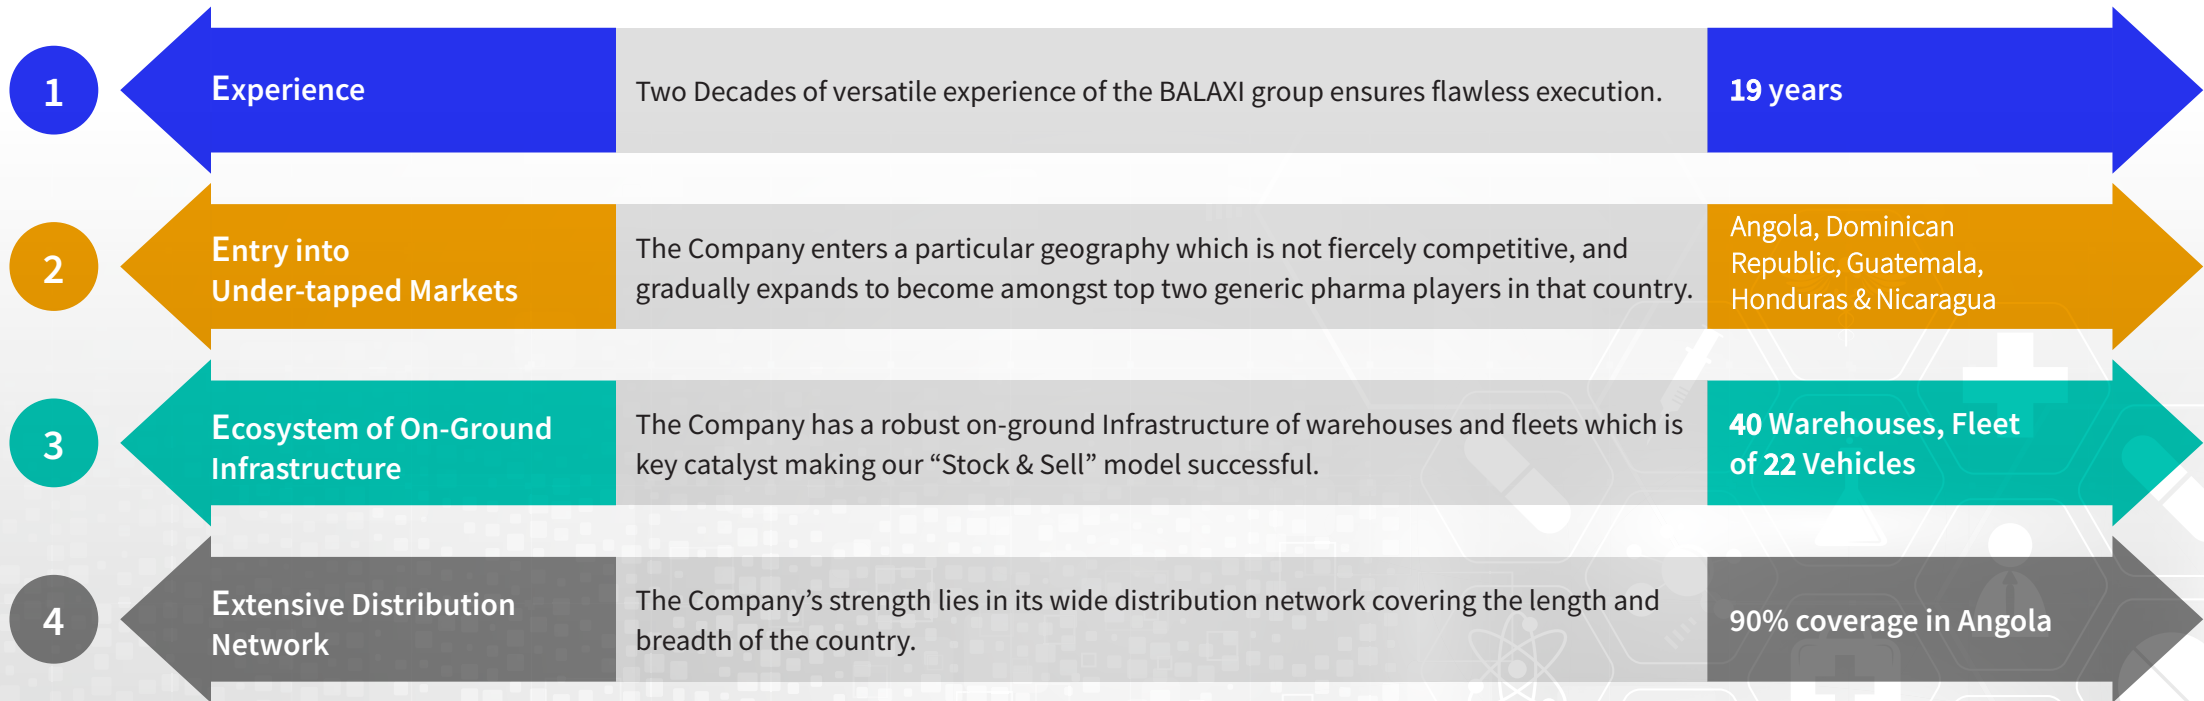 1
Experience
Two Decades of versatile experience of the BALAXI group ensures flawless execution.
19 years
2
Entry into
Under-tapped Markets
The Company enters a particular geography which is not fiercely competitive, and
gradually expands to become amongst top two generic pharma players in that country.
Angola, Dominican
Republic, Guatemala,
Honduras & Nicaragua
3
Ecosystem of On-Ground
Infrastructure
The Company has a robust on-ground Infrastructure of warehouses and fleets which is
key catalyst making our “Stock & Sell” model successful.
40 Warehouses, Fleet
of 22 Vehicles
4
Extensive Distribution
Network
The Company’s strength lies in its wide distribution network covering the length and
breadth of the country.
90% coverage in Angola